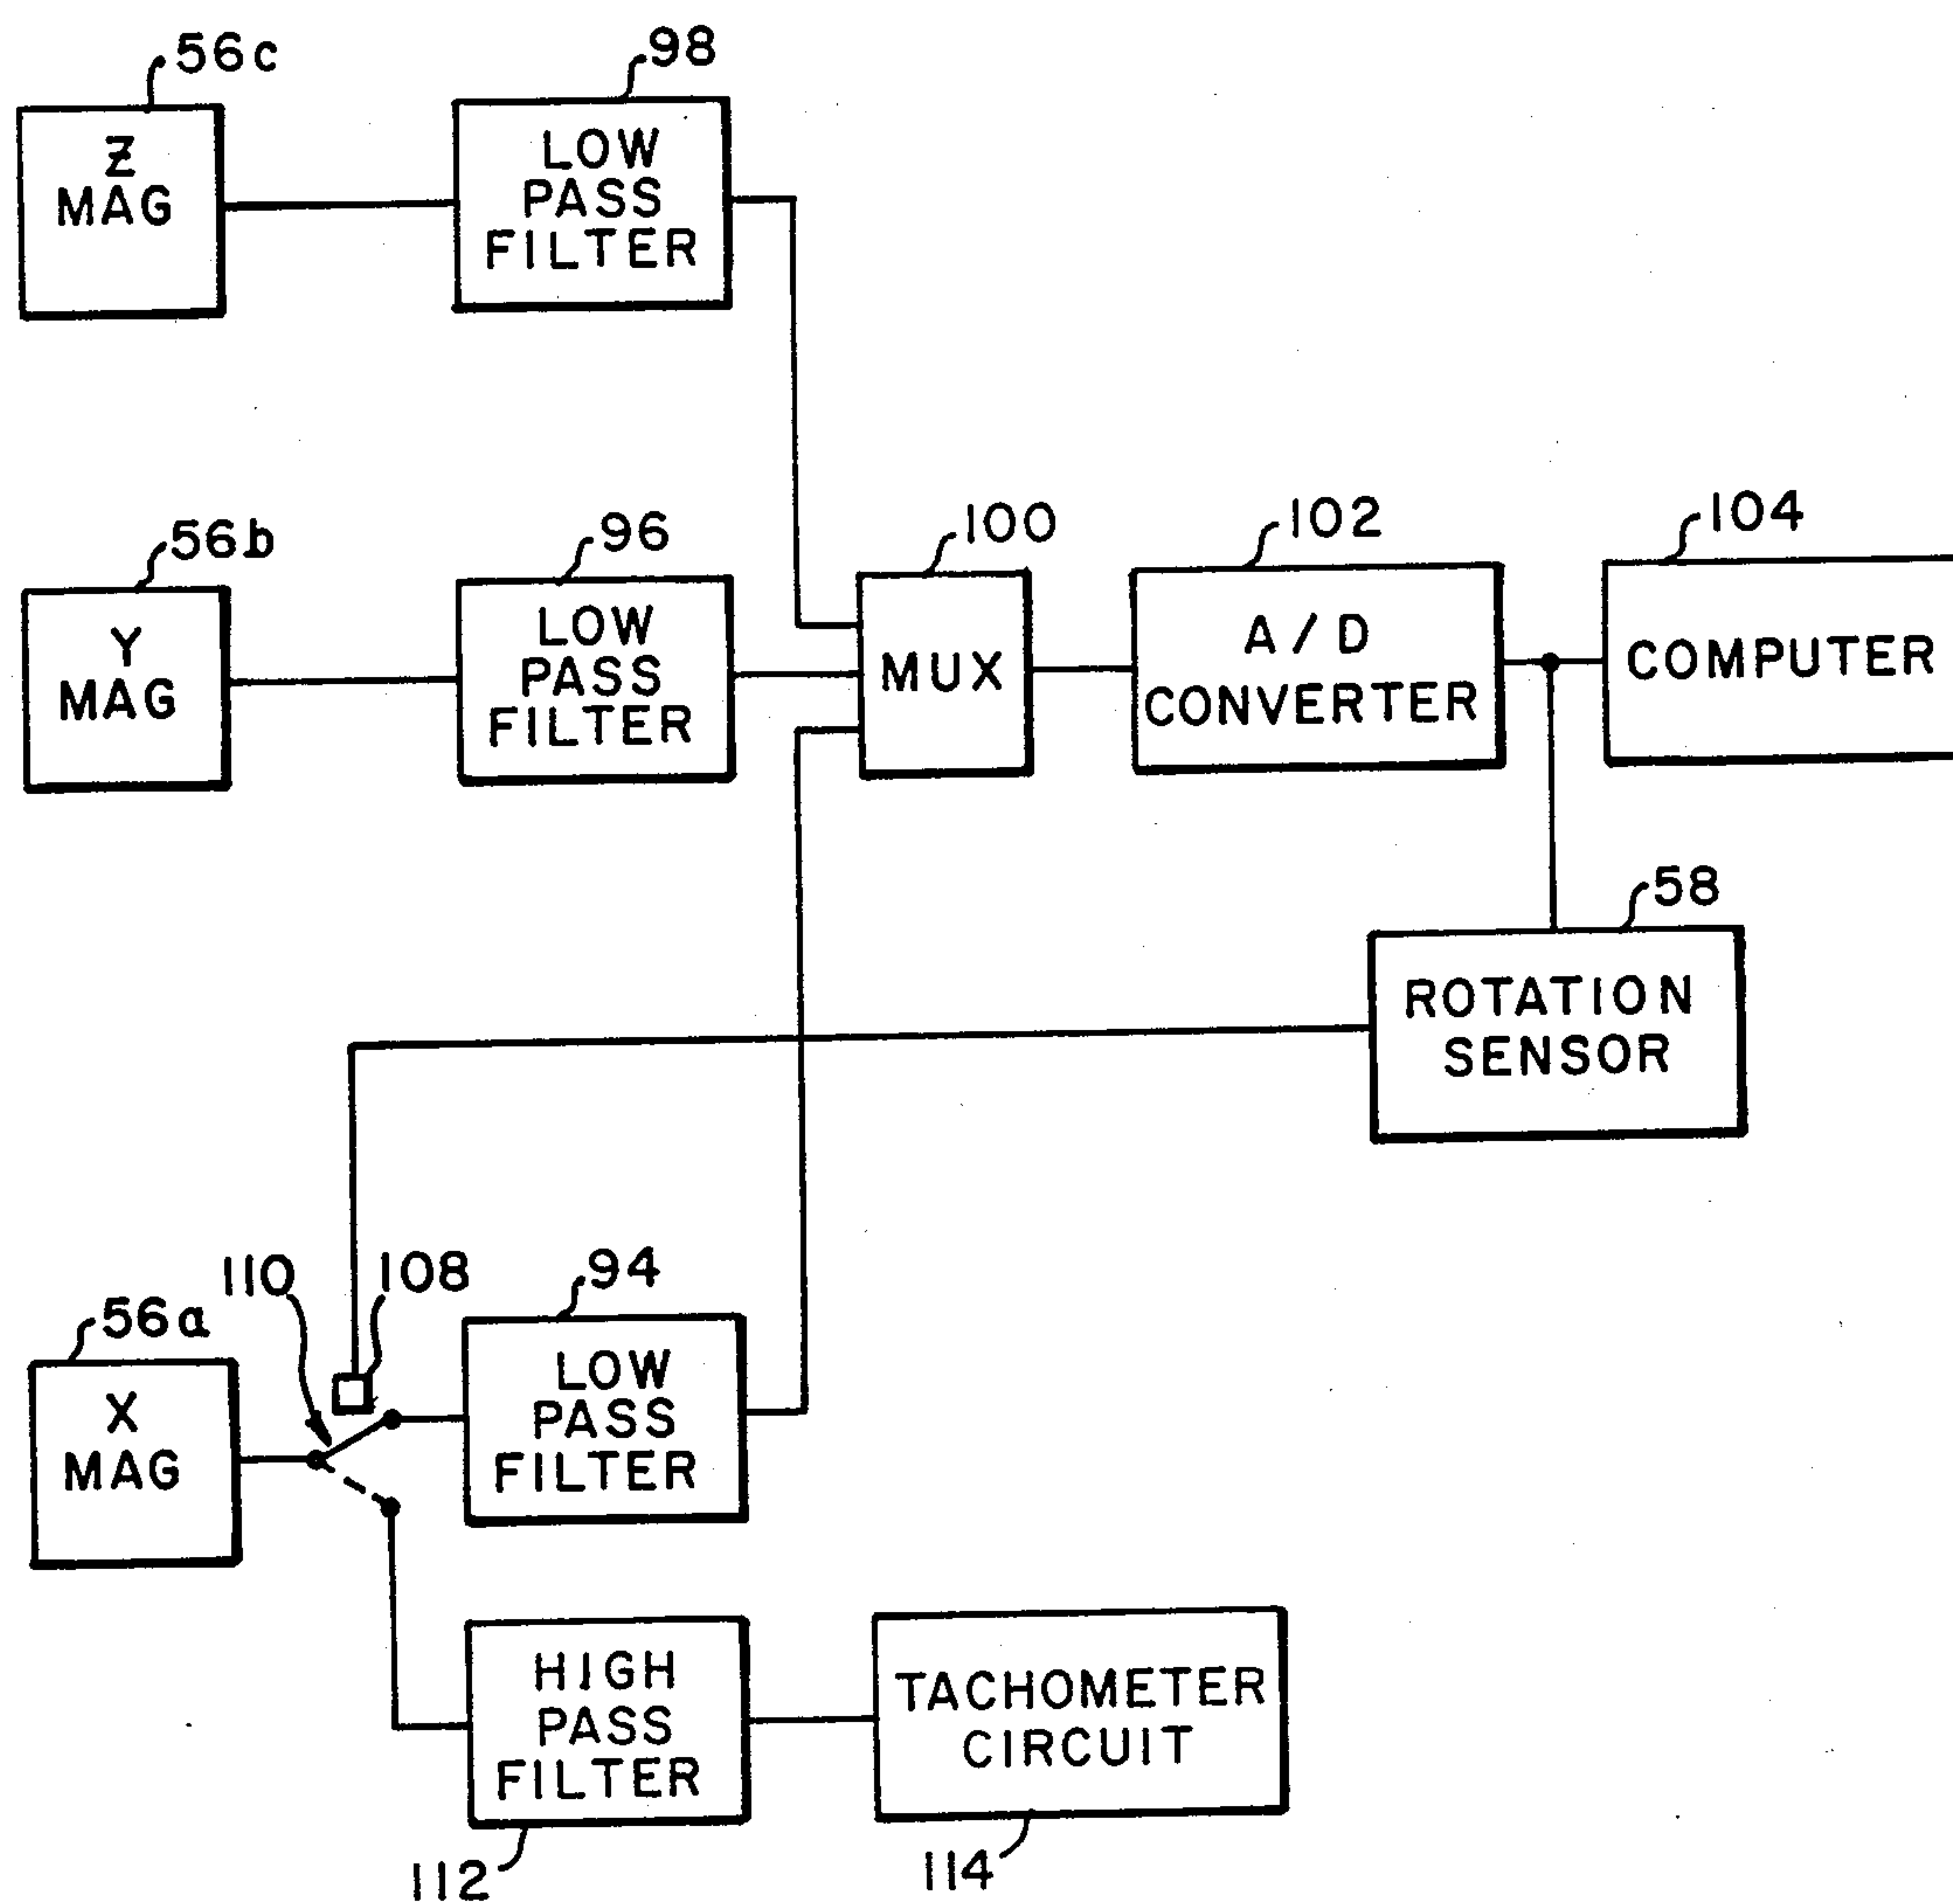 56c
98
Z
MAG
LOW
PASS
FILTER
56b
96
100
102
104
Y
MAG
LOW
PASS
FILTER
MUX
A/D
CONVERTER
COMPUTER
58
ROTATION
SENSOR
56a
110
108
94
X
MAG
LOW
PASS
FILTER
HIGH
PASS
FILTER
TACHOMETER
CIRCUIT
112
114